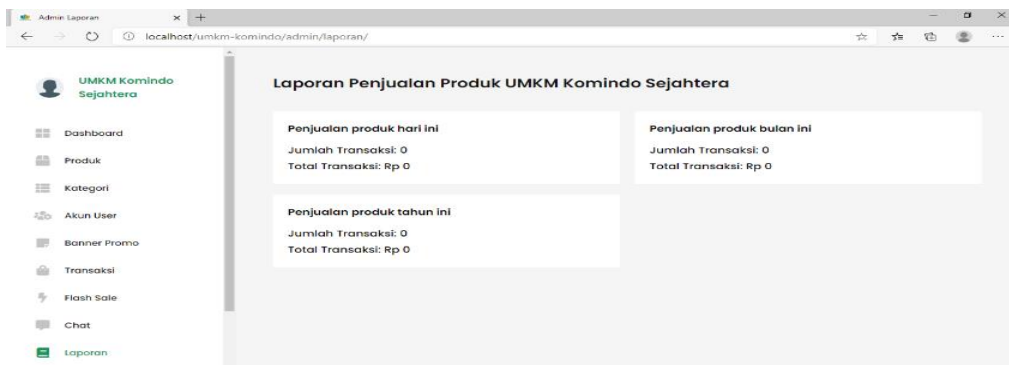 Admin Laporan
localhost/umkm-komindo/admin/laporan/
UMKM Komindo
Sejahtera
Dashboard
Produk
Kategori
Akun User
Banner Promo
Transaksi
Flash Sale
Chat
Laporan
Laporan Penjualan Produk UMKM Komindo Sejahtera
Penjualan produk hari ini
Jumlah Transaksi: 0
Total Transaksi: Rp 0
Penjualan produk bulan ini
Jumlah Transaksi: 0
Total Transaksi: Rp 0
Penjualan produk tahun ini
Jumlah Transaksi: 0
Total Transaksi: Rp 0